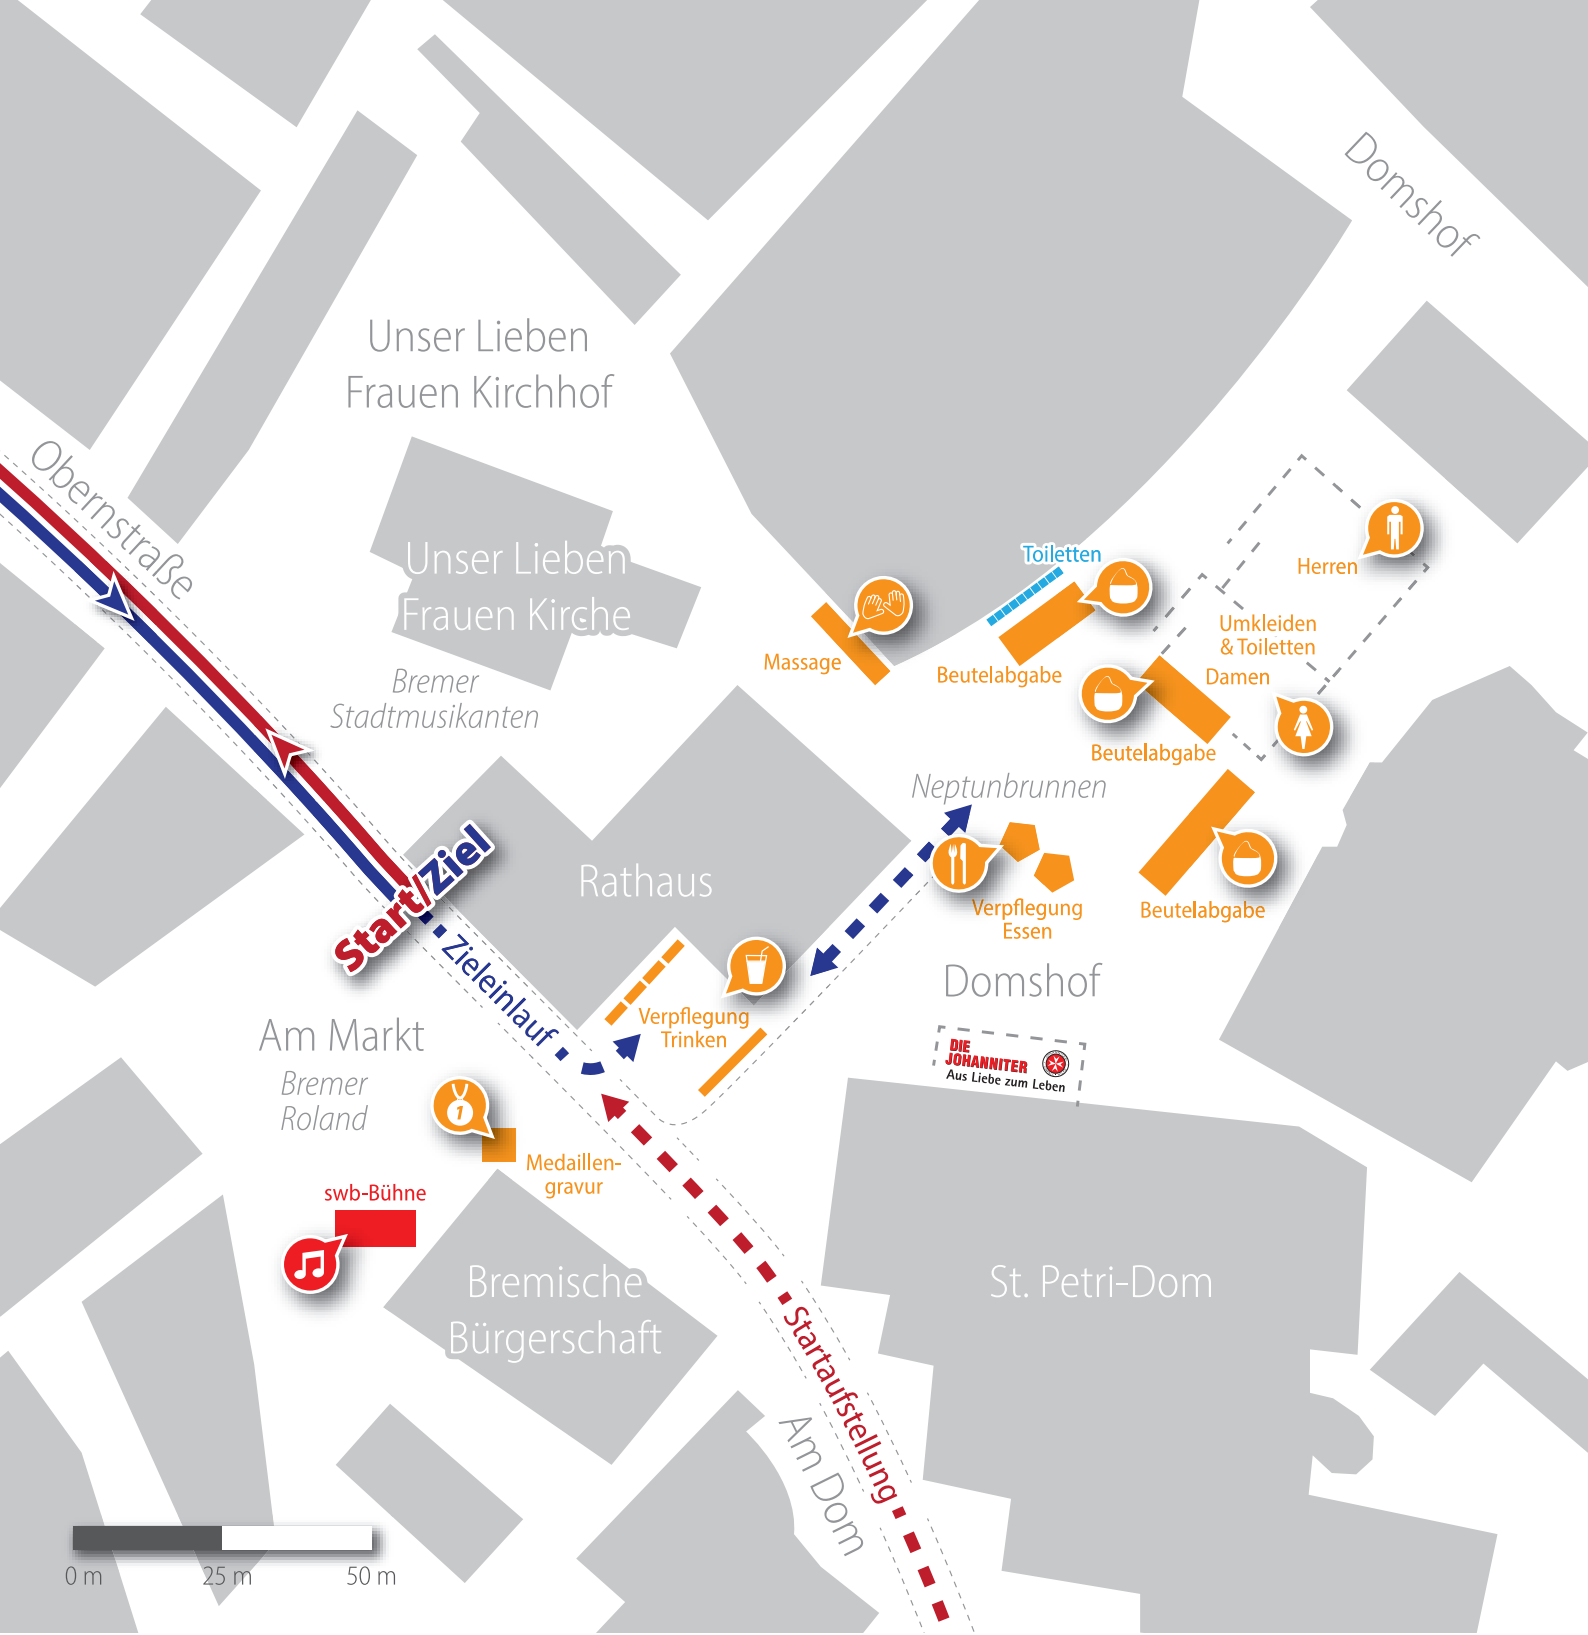 Domshof
Unser Lieben
Frauen Kirchhof
Obernstraße
Unser Lieben
Frauen Kirche
Toiletten
Herren
Umkleiden
& Toiletten
Damen
Massage
Beutelabgabe
Bremer
Stadtmusikanten
Beutelabgabe
Neptunbrunnen
Start/Ziel
Rathaus
Verpflegung
Essen
Beutelabgabe
Zieleinlauf
Domshof
Verpflegung
Trinken
Am Markt
DIE
JOHANNITER
Aus Liebe zum Leben
Bremer
Roland
1
Medaillen-
gravur
swb-Bühne
Bremische
Bürgerschaft
St. Petri-Dom
Startaufstellung
Am Dom
0 m 25 m 50 m